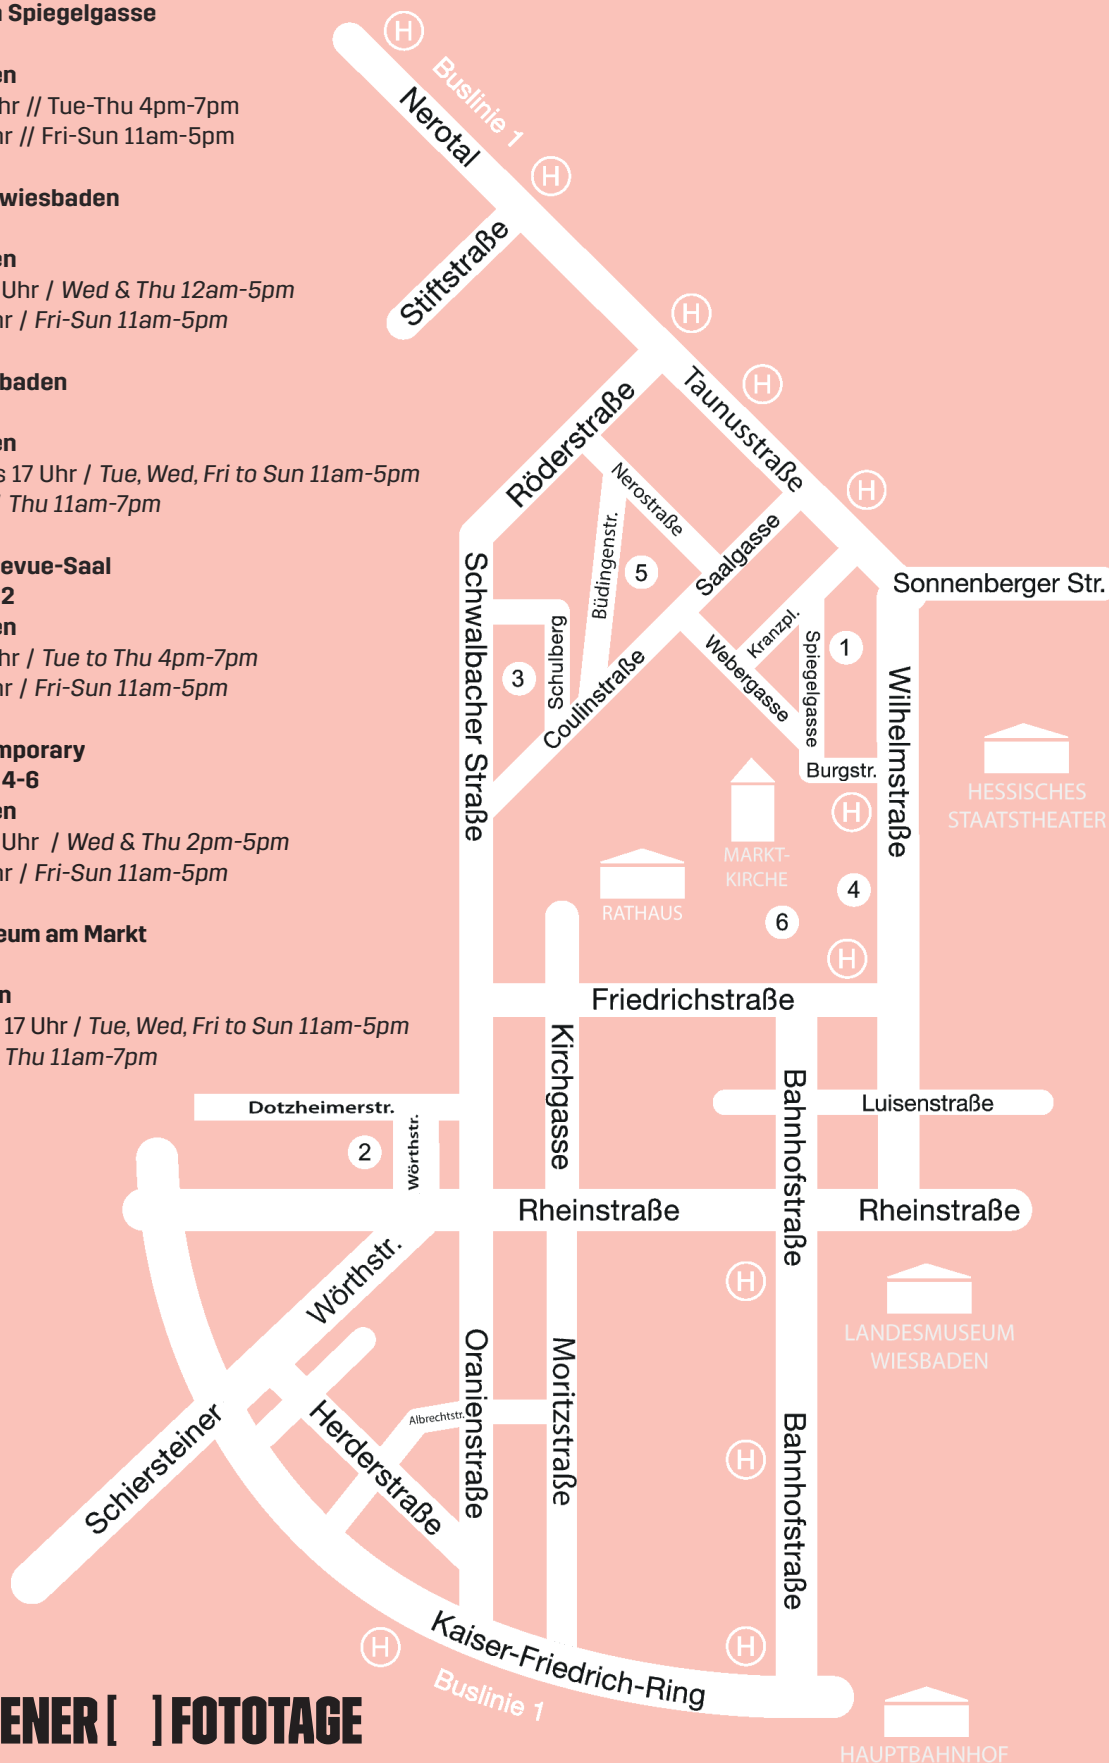 n Spiegelgasse
en
hr // Tue-Thu 4pm-7pm
hr // Fri-Sun 11am-5pm
wiesbaden
en
Uhr / Wed & Thu 12am-5pm
hr / Fri-Sun 11am-5pm
baden
en
s 17 Uhr / Tue, Wed, Fri to Sun 11am-5pm
Thu 11am-7pm
evue-Saal
2
en
hr / Tue to Thu 4pm-7pm
hr / Fri-Sun 11am-5pm
mporary
4-6
en
Uhr / Wed & Thu 2pm-5pm
hr / Fri-Sun 11am-5pm
eum am Markt
n
17 Uhr / Tue, Wed, Fri to Sun 11am-5pm
Thu 11am-7pm
H
Buslinie 1
Nerotal
H
Stiftstraße
H
H
Taunusstraße
Röderstraße
H
Nerostraße
Saalgasse
Büdingenstr.
5
Sonnenberger Str.
Schwalbacher Straße
Schulberg
3
Coulinstraße
Kranzpl.
Webergasse
Spiegelgasse
1
Wilhelmstraße
Burgstr.
H
HESSISCHES
STAATSTHEATER
MARKT-
KIRCHE
RATHAUS
4
6
H
Friedrichstraße
Kirchgasse
Bahnhofstraße
Luisenstraße
Dotzheimerstr.
Wörthstr.
2
Rheinstraße
Rheinstraße
Wörthstr.
H
LANDESMUSEUM
WIESBADEN
Oranienstraße
Moritzstraße
Albrechtstr.
Herderstraße
Schiersteiner
H
Bahnhofstraße
Kaiser-Friedrich-Ring
H
H
Buslinie 1
HAUPTBAHNHOF
ENER [ ] FOTOTAGE